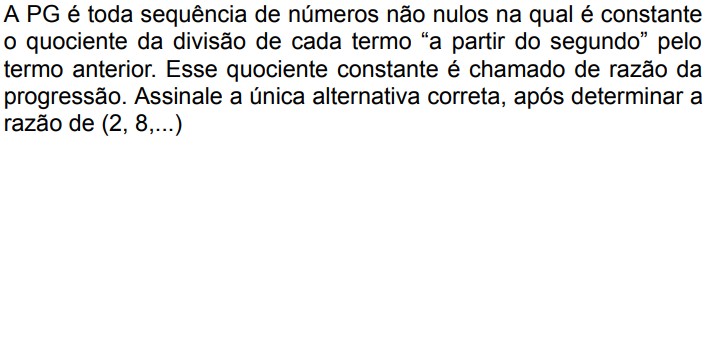 A PG é toda sequência de números não nulos na qual é constante
o quociente da divisão de cada termo “a partir do segundo” pelo
termo anterior. Esse quociente constante é chamado de razão da
progressão. Assinale a única alternativa correta, após determinar a
razão de (2, 8,...)